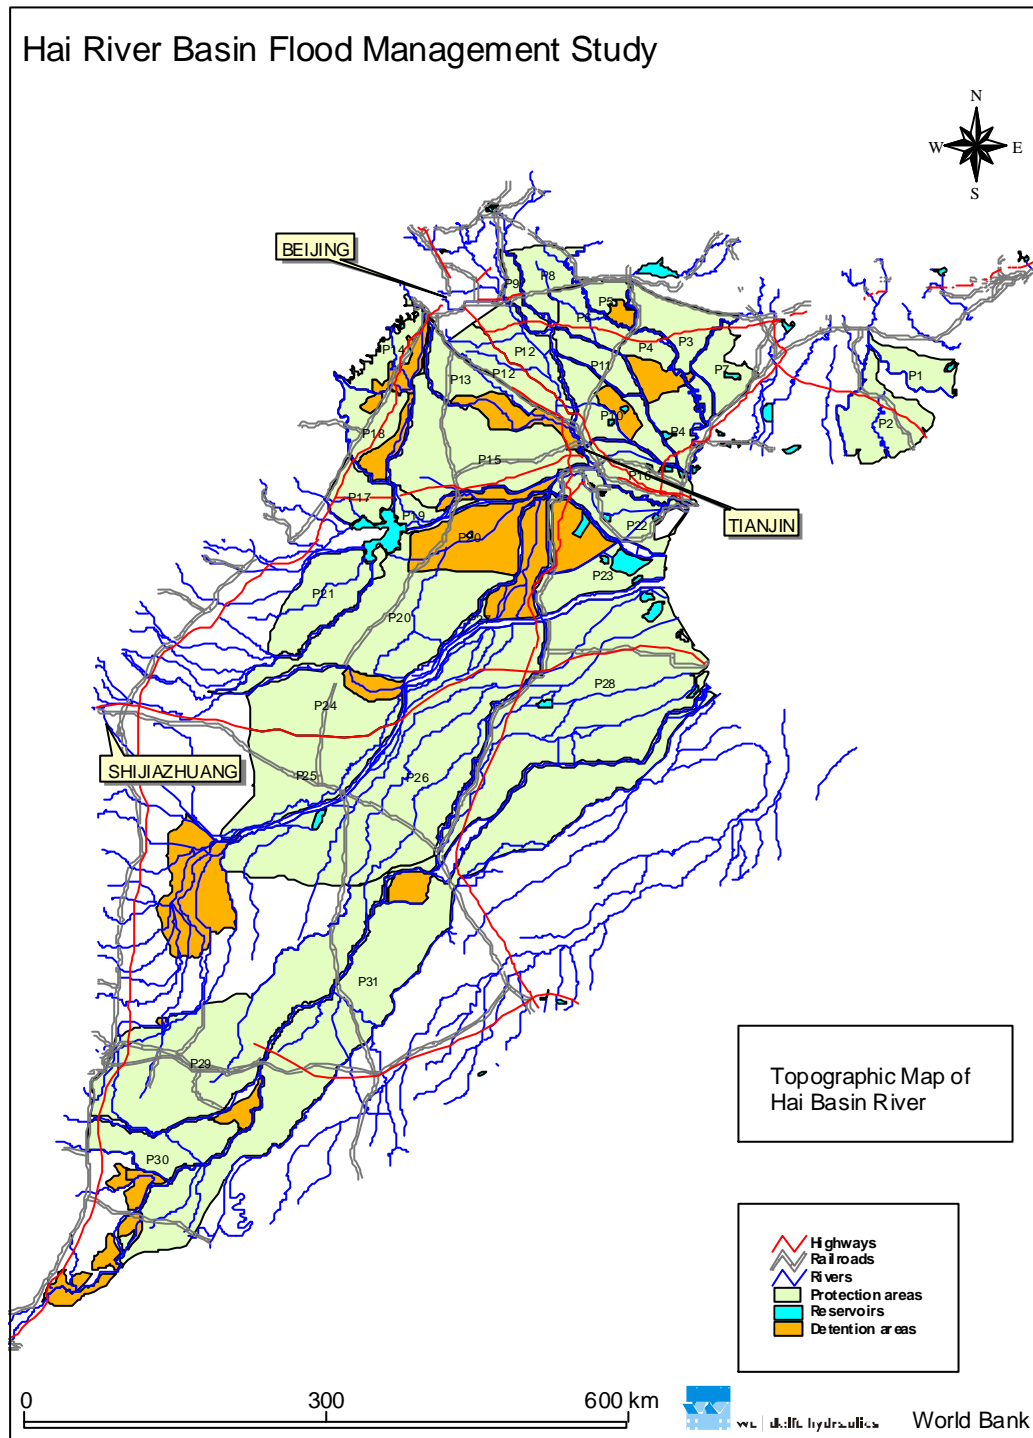 Hai River Basin Flood Management Study
N
W
E
S
BEIJING
P8
P9
P5
P6
P4
P3
P14
P12
P11
P7
P1
P13
P12
P2
P18
P4
P15
P16
P17
P19
P22
TIANJIN
P20
P23
P21
P20
P28
P24
SHIJIAZHUANG
P25
P26
P31
P29
P30
Topographic Map of
Hai Basin River
Highways
Railroads
Rivers
Protection areas
Reservoirs
Detention areas
0
300
600 km
WL | delft hydraulics
World Bank